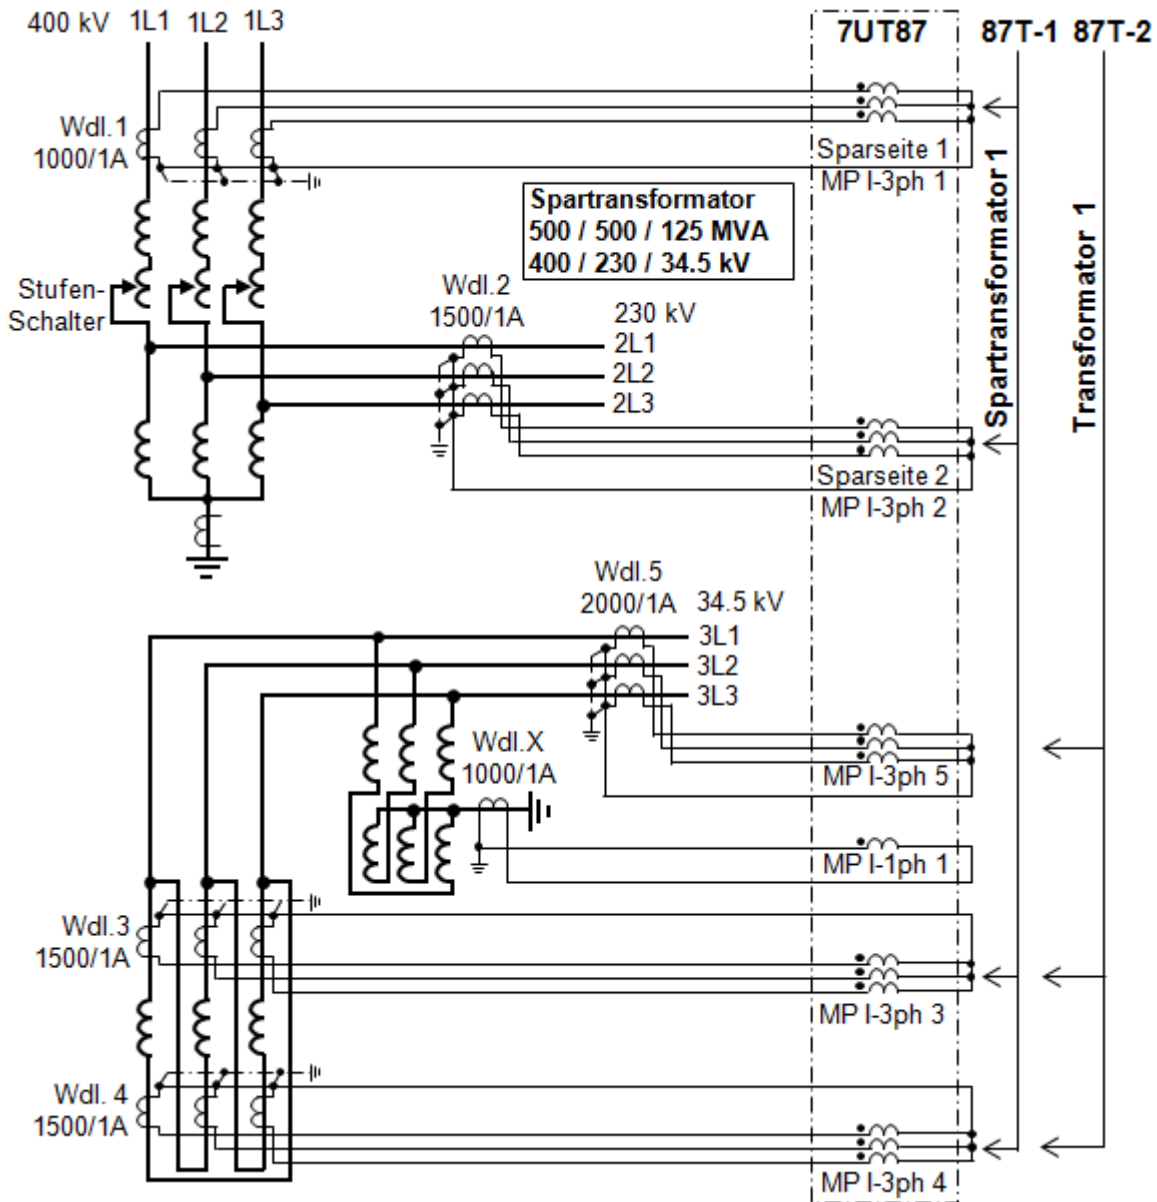 400 kV 1L1 1L2 1L3
7UT87 87T-1 87T-2
Wdl.1
1000/1A
Sparseite 1
MP I-3ph 1
Spartransformator
500 / 500 / 125 MVA
400 / 230 / 34.5 kV
Spartransformator 1
Transformator 1
Stufen-
Schalter
Wdl.2
1500/1A
230 kV
2L1
2L2
2L3
Sparseite 2
MP I-3ph 2
Wdl.5
2000/1A
34.5 kV
3L1
3L2
3L3
Wdl.X
1000/1A
MP I-3ph 5
MP I-1ph 1
Wdl.3
1500/1A
MP I-3ph 3
Wdl. 4
1500/1A
MP I-3ph 4